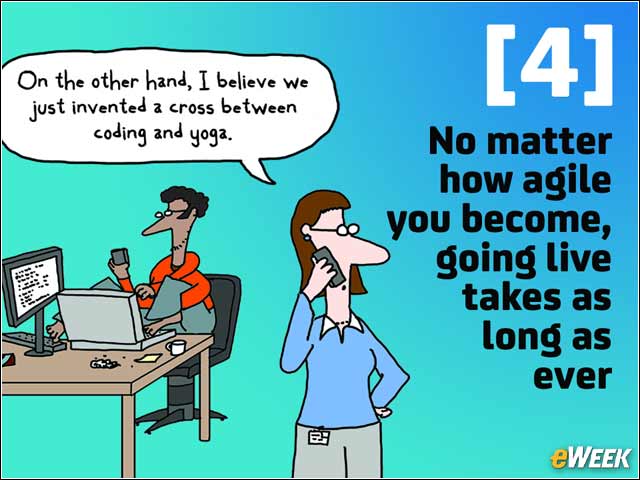 [4]
On the other hand, I believe we
just invented a cross between
coding and yoga.
No matter
how agile
you become,
going live
takes as
long as
ever
eWEEK